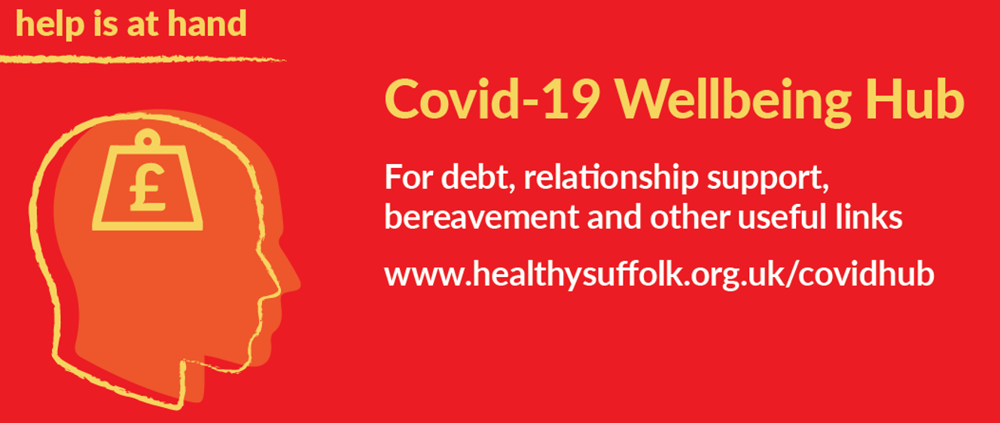 help is at hand
£
Covid-19 Wellbeing Hub
For debt, relationship support,
bereavement and other useful links
www.healthysuffolk.org.uk/covidhub